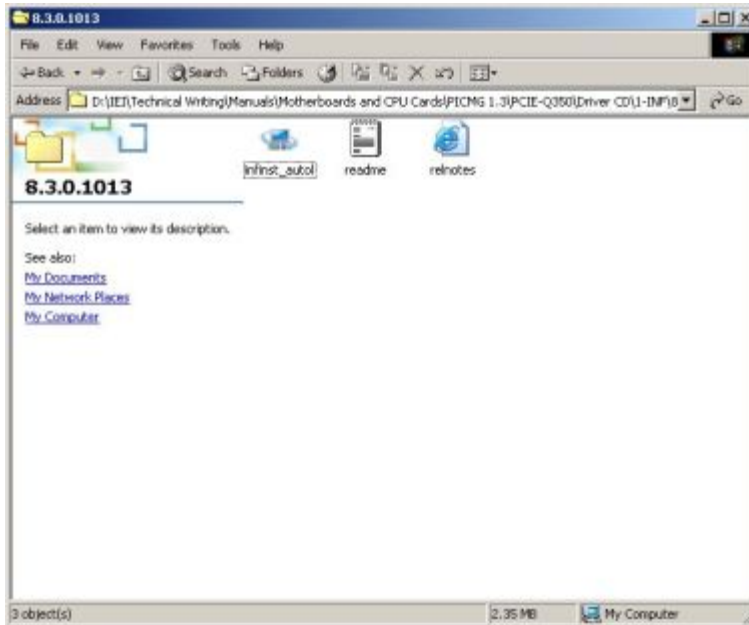 8.3.0.1013
File Edit View Favorites Tools Help
Back Search Folders
Address D:\IEI\Technical Writing\Manuals\Motherboards and CPU Cards\PICMG 1.3\PCIE-Q350\Driver CD\1-INF\8 Go
infinst_autol readme relnotes
8.3.0.1013
Select an item to view its description.
See also:
My Documents
My Network Places
My Computer
3 object(s) 2.35 MB My Computer